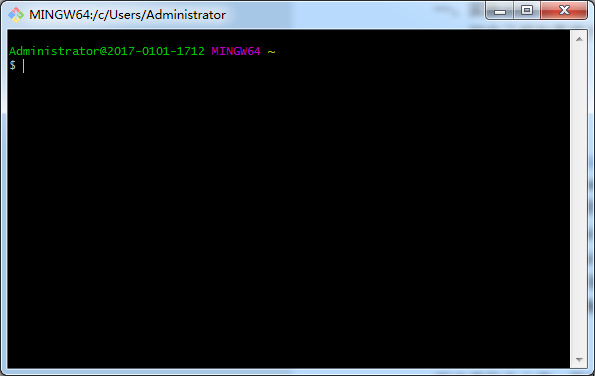 MINGW64:/c/Users/Administrator
Administrator@2017-0101-1712 MINGW64 ~
$